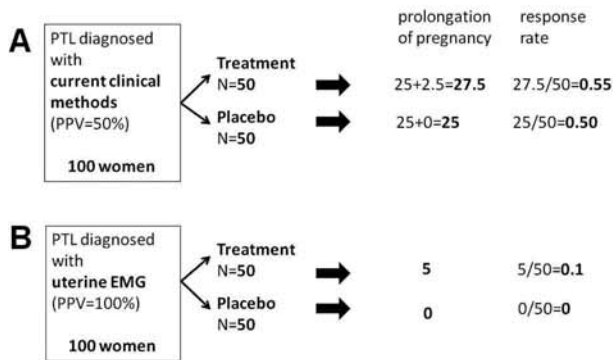 prolongation of pregnancy
response rate
A
PTL diagnosed
with
current clinical
methods
(PPV=50%)
100 women
Treatment
N=50
25+2.5=27.5
27.5/50=0.55
Placebo
N=50
25+0=25
25/50=0.50
B
PTL diagnosed
with
uterine EMG
(PPV=100%)
100 women
Treatment
N=50
5
5/50=0.1
Placebo
N=50
0
0/50=0